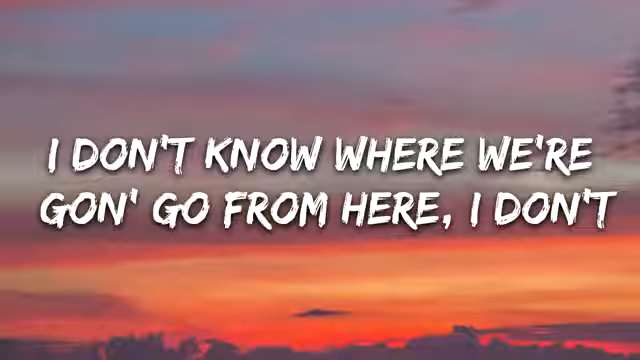 I DON'T KNOW WHERE WE'RE
GON' GO FROM HERE, I DON'T